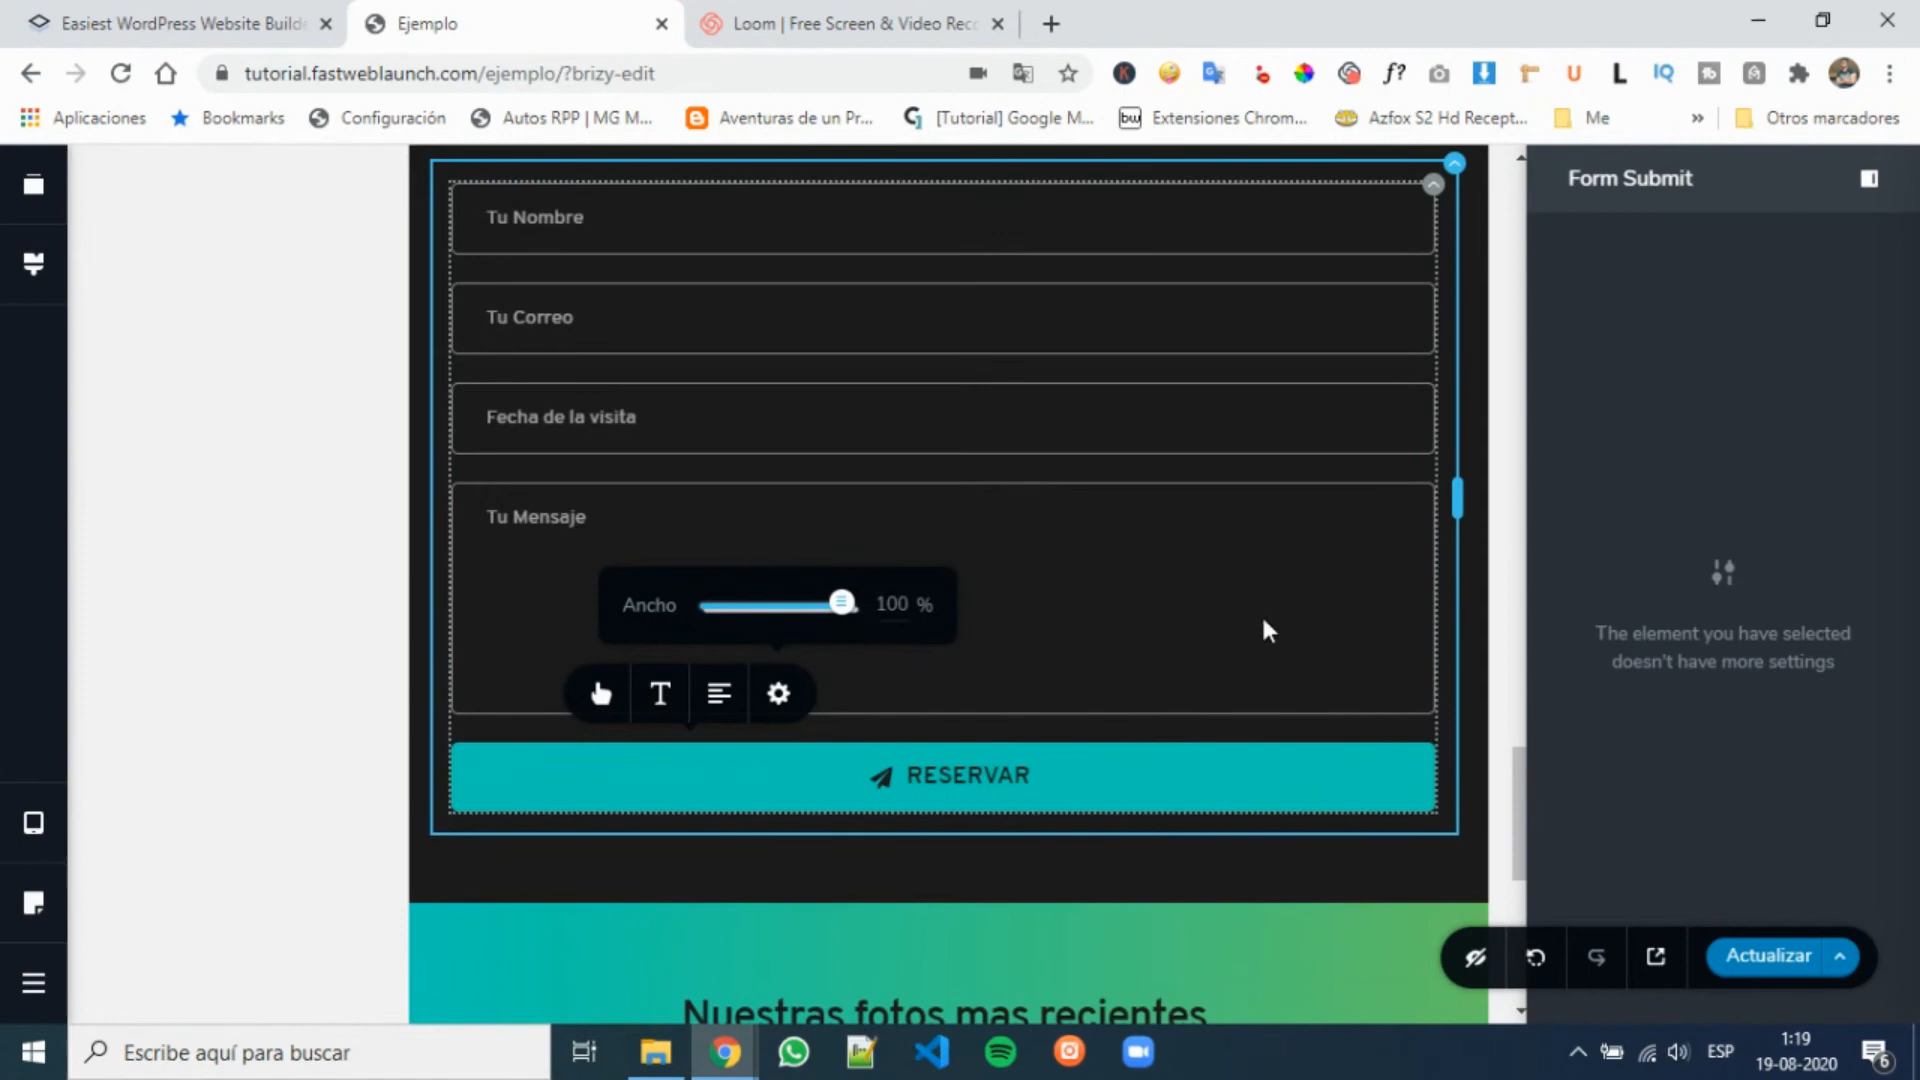 Easiest WordPress Website Builde
Ejemplo
Loom | Free Screen & Video Rec
tutorial.fastweblaunch.com/ejemplo/?brizy-edit
Aplicaciones
Bookmarks
Configuración
Autos RPP | MG M...
Aventuras de un Pr...
[Tutorial] Google M...
Extensiones Chrom...
Azfox S2 Hd Recept...
Me
»
Otros marcadores
Form Submit
Tu Nombre
Tu Correo
Fecha de la visita
Tu Mensaje
Ancho 100 %
The element you have selected
doesn't have more settings
RESERVAR
Nuestras fotos mas recientes
Actualizar
Escribe aquí para buscar
ESP
1:19
19-08-2020
6